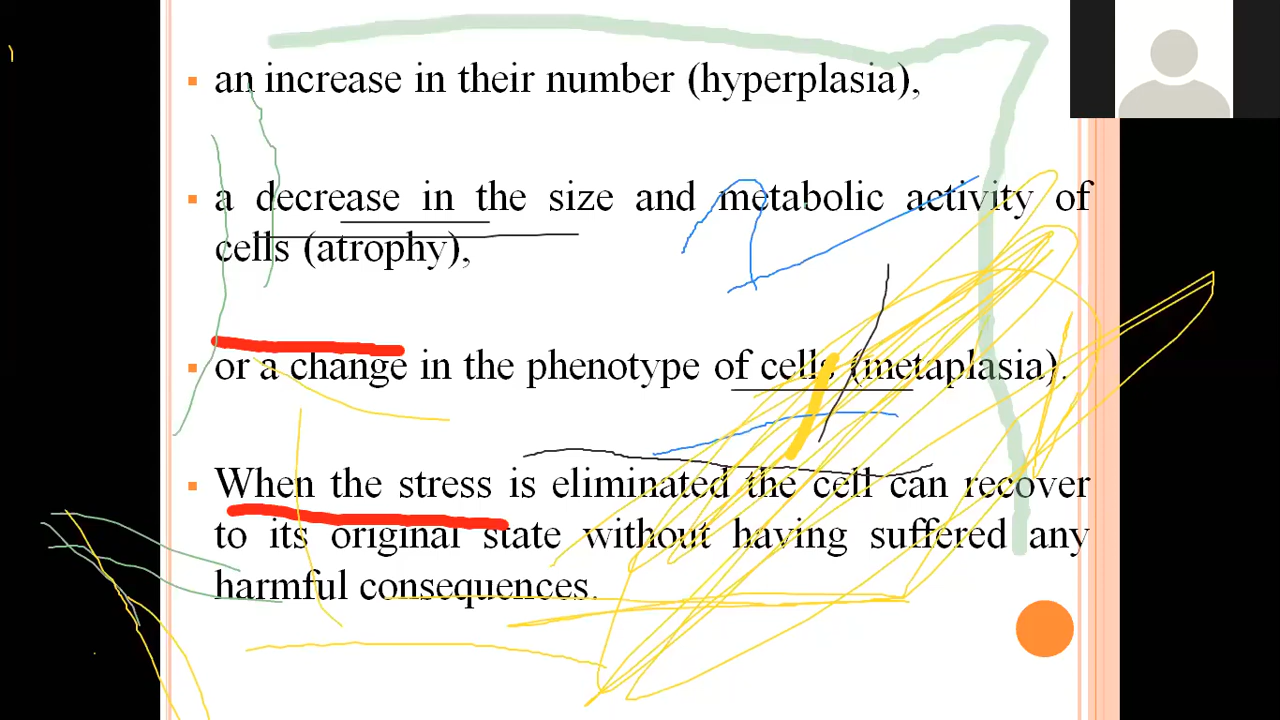 an increase in their number (hyperplasia),
a decrease in the size and metabolic activity of
cells (atrophy),
or a change in the phenotype of cells (metaplasia).
When the stress is eliminated the cell can recover
to its original state without having suffered any
harmful consequences.